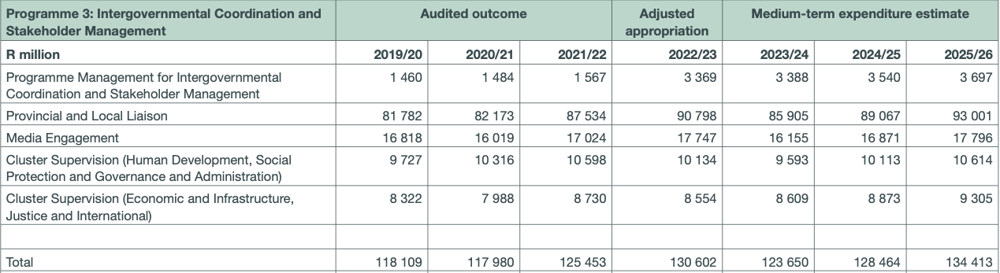 Programme 3: Intergovernmental Coordination and Stakeholder Management Audited outcome Adjusted appropriation Medium-term expenditure estimate
R million 2019/20 2020/21 2021/22 2022/23 2023/24 2024/25 2025/26
Programme Management for Intergovernmental Coordination and Stakeholder Management 1 460 1 484 1 567 3 369 3 388 3 540 3 697
Provincial and Local Liaison 81 782 82 173 87 534 90 798 85 905 89 067 93 001
Media Engagement 16 818 16 019 17 024 17 747 16 155 16 871 17 796
Cluster Supervision (Human Development, Social Protection and Governance and Administration) 9 727 10 316 10 598 10 134 9 593 10 113 10 614
Cluster Supervision (Economic and Infrastructure, Justice and International) 8 322 7 988 8 730 8 554 8 609 8 873 9 305
Total 118 109 117 980 125 453 130 602 123 650 128 464 134 413